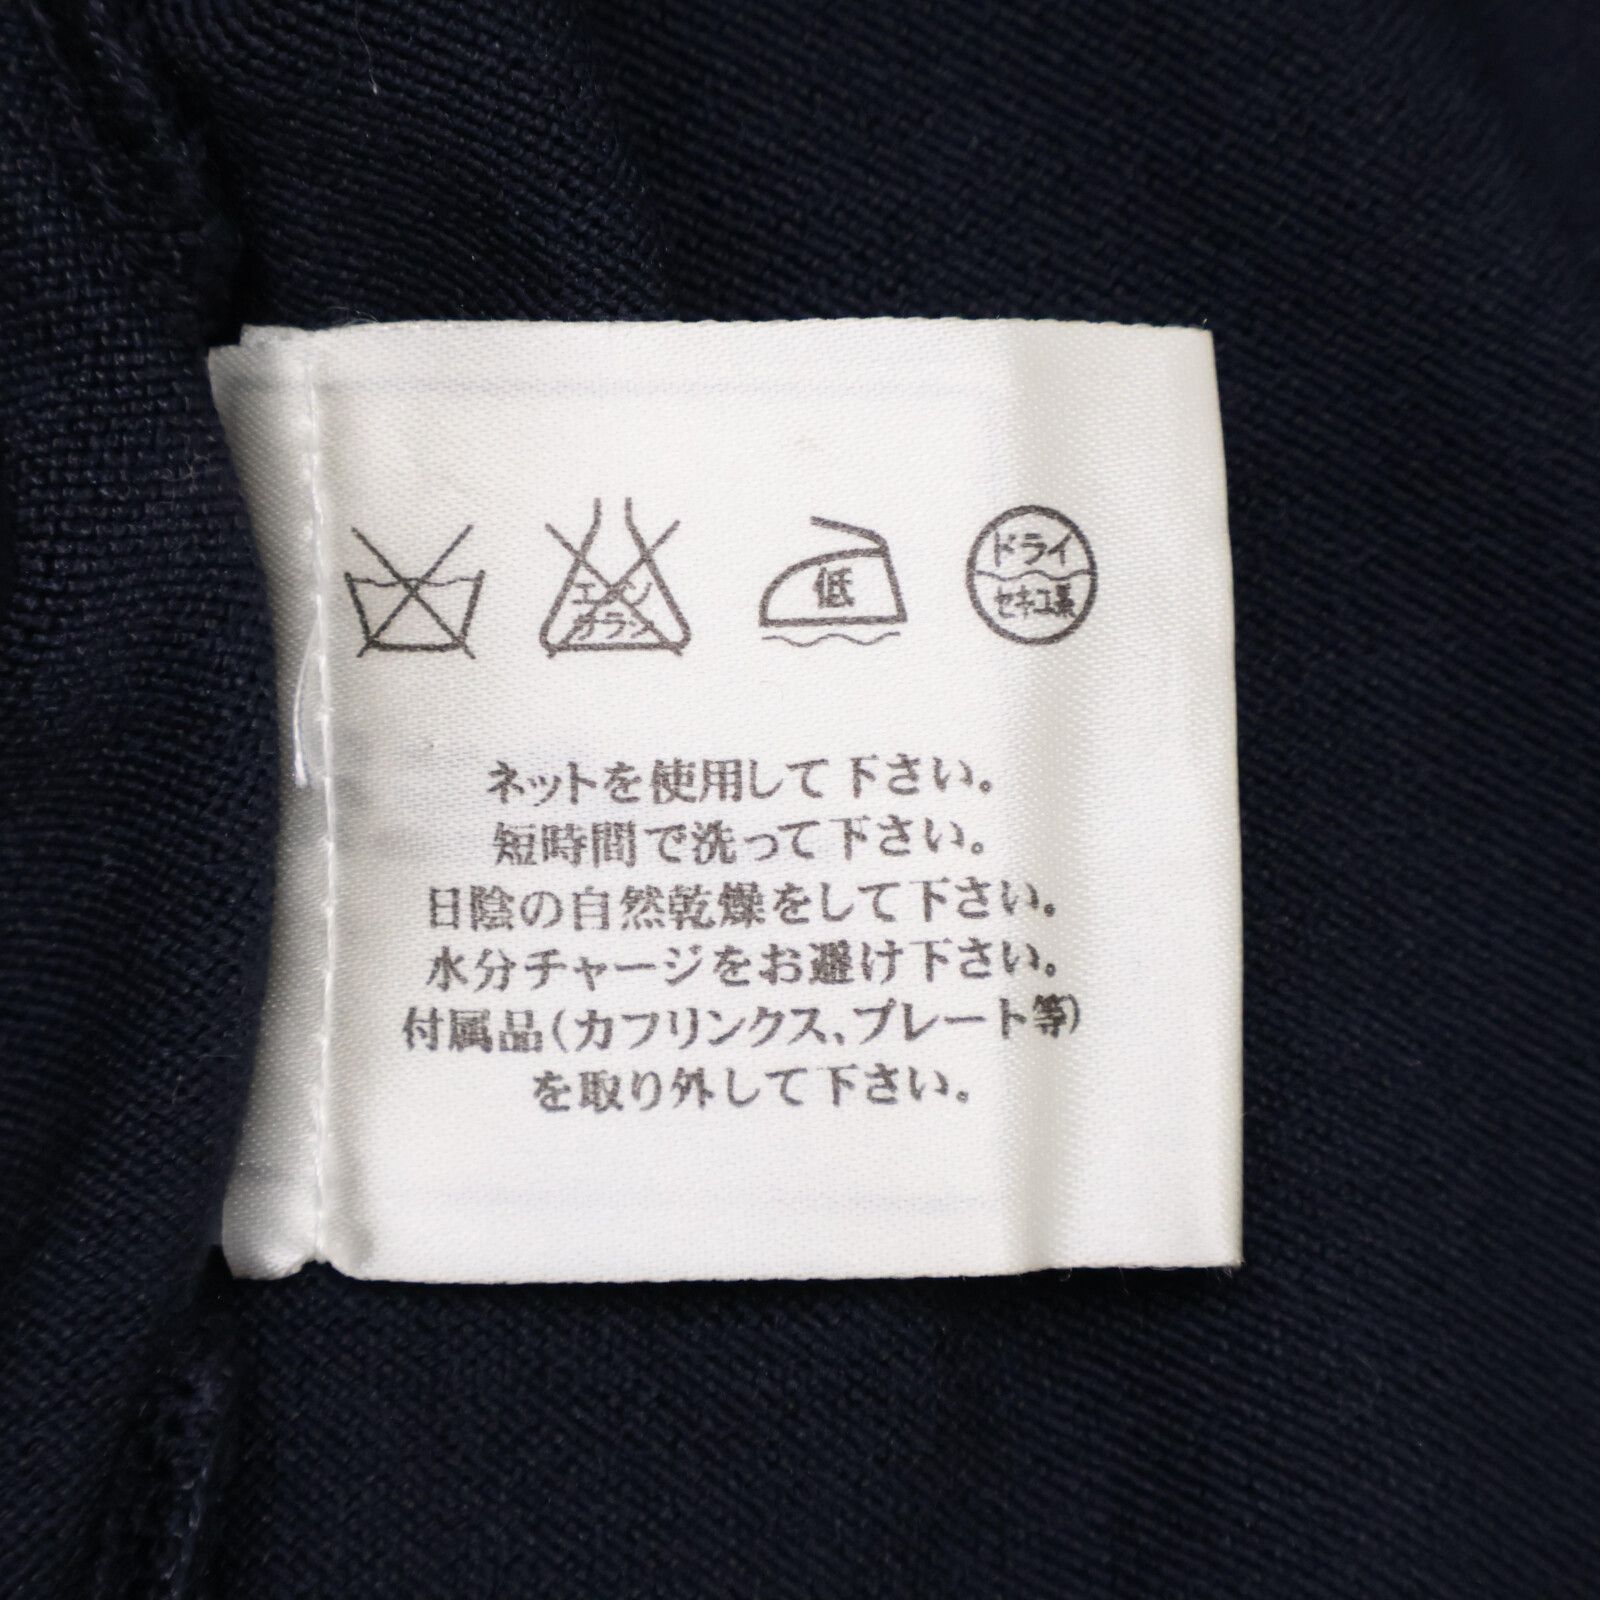 エンソ
カラサ
低
ドライ
セキユ系
ネットを使用して下さい。
短時間で洗って下さい。
日陰の自然乾燥をして下さい。
水分チャージをお避け下さい。
付属品(カフリンクス、プレート等)
を取り外して下さい。